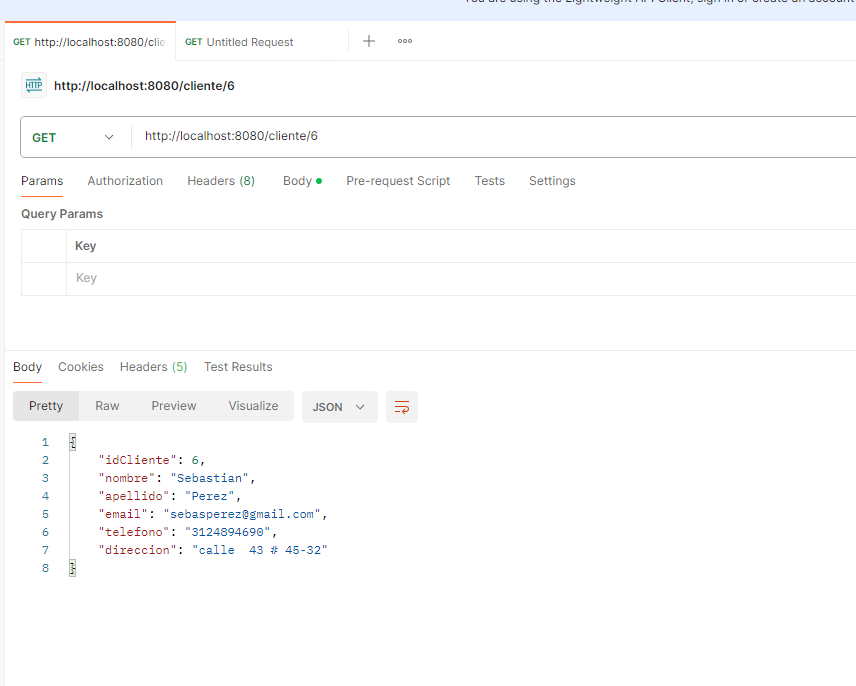 You are using the Lightweight API Client, sign in or create an account
GET http://localhost:8080/clie
GET Untitled Request
HTTP http://localhost:8080/cliente/6
GET http://localhost:8080/cliente/6
Params Authorization Headers (8) Body Pre-request Script Tests Settings
Query Params
Key
Key
Body Cookies Headers (5) Test Results
Pretty Raw Preview Visualize JSON
1 {
2 "idCliente": 6,
3 "nombre": "Sebastian",
4 "apellido": "Perez",
5 "email": "sebasperez@gmail.com",
6 "telefono": "3124894690",
7 "direccion": "calle  43 # 45-32"
8 }